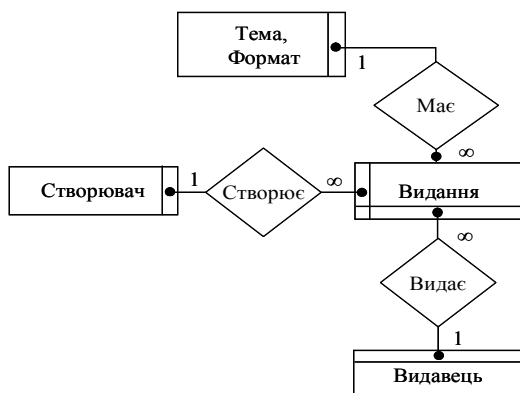 Тема,
Формат
1
Має
∞
Створювач
1
Створює
∞
Видання
∞
Видає
1
Видавець